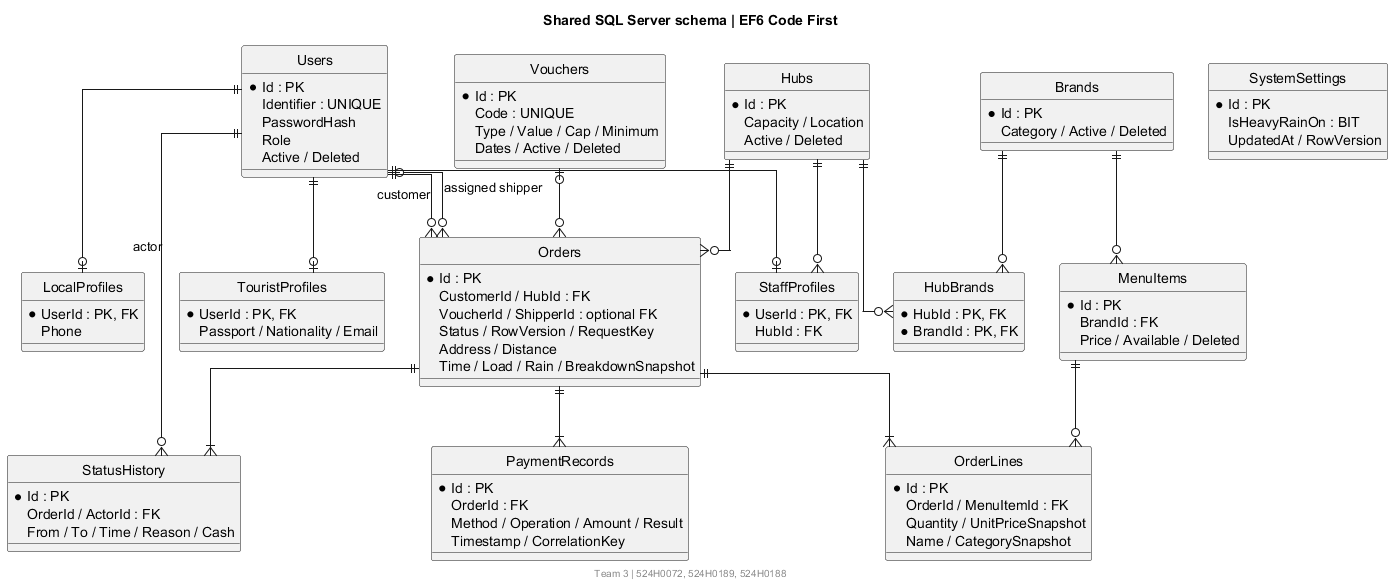 Shared SQL Server schema | EF6 Code First
Users
Id : PK
Identifier : UNIQUE
PasswordHash
Role
Active / Deleted
Vouchers
Id : PK
Code : UNIQUE
Type / Value / Cap / Minimum
Dates / Active / Deleted
Hubs
Id : PK
Capacity / Location
Active / Deleted
Brands
Id : PK
Category / Active / Deleted
SystemSettings
Id : PK
IsHeavyRainOn : BIT
UpdatedAt / RowVersion
customer
assigned shipper
actor
LocalProfiles
UserId : PK, FK
Phone
TouristProfiles
UserId : PK, FK
Passport / Nationality / Email
Orders
Id : PK
CustomerId / HubId : FK
VoucherId / ShipperId : optional FK
Status / RowVersion / RequestKey
Address / Distance
Time / Load / Rain / BreakdownSnapshot
StaffProfiles
UserId : PK, FK
HubId : FK
HubBrands
HubId : PK, FK
BrandId : PK, FK
MenuItems
Id : PK
BrandId : FK
Price / Available / Deleted
StatusHistory
Id : PK
OrderId / ActorId : FK
From / To / Time / Reason / Cash
PaymentRecords
Id : PK
OrderId : FK
Method / Operation / Amount / Result
Timestamp / CorrelationKey
OrderLines
Id : PK
OrderId / MenuItemId : FK
Quantity / UnitPriceSnapshot
Name / CategorySnapshot
Team 3 | 524H0072, 524H0189, 524H0188